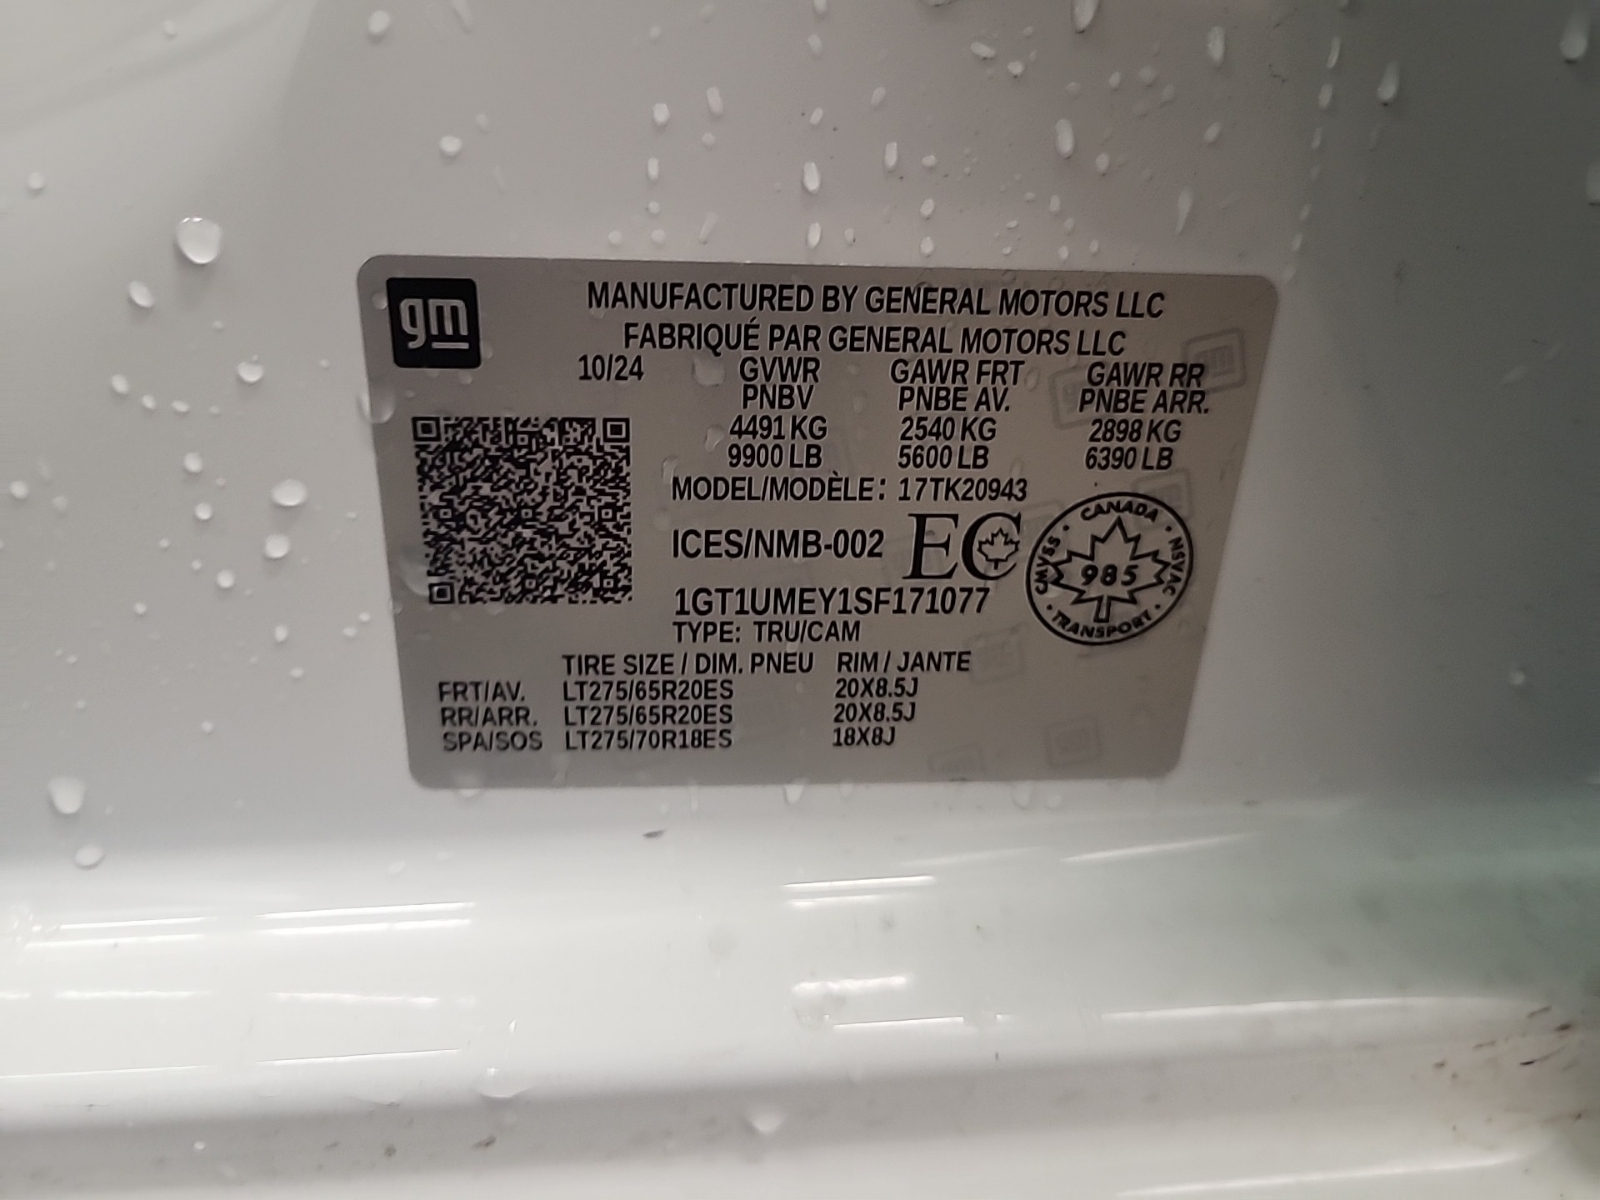 gm
MANUFACTURED BY GENERAL MOTORS LLC
FABRIQUÉ PAR GENERAL MOTORS LLC
10/24 GVWR GAWR FRT GAWR RR
PNBV PNBE AV. PNBE ARR.
4491 KG 2540 KG 2898 KG
9900 LB 5600 LB 6390 LB
MODEL/MODÈLE: 17TK20943
ICES/NMB-002 EC
CANADA
CMVSS 985 NSVAC
TRANSPORT
1GT1UMEY1SF171077
TYPE: TRU/CAM
TIRE SIZE / DIM. PNEU RIM / JANTE
FRT/AV. LT275/65R20ES 20X8.5J
RR/ARR. LT275/65R20ES 20X8.5J
SPA/SOS LT275/70R18ES 18X8J